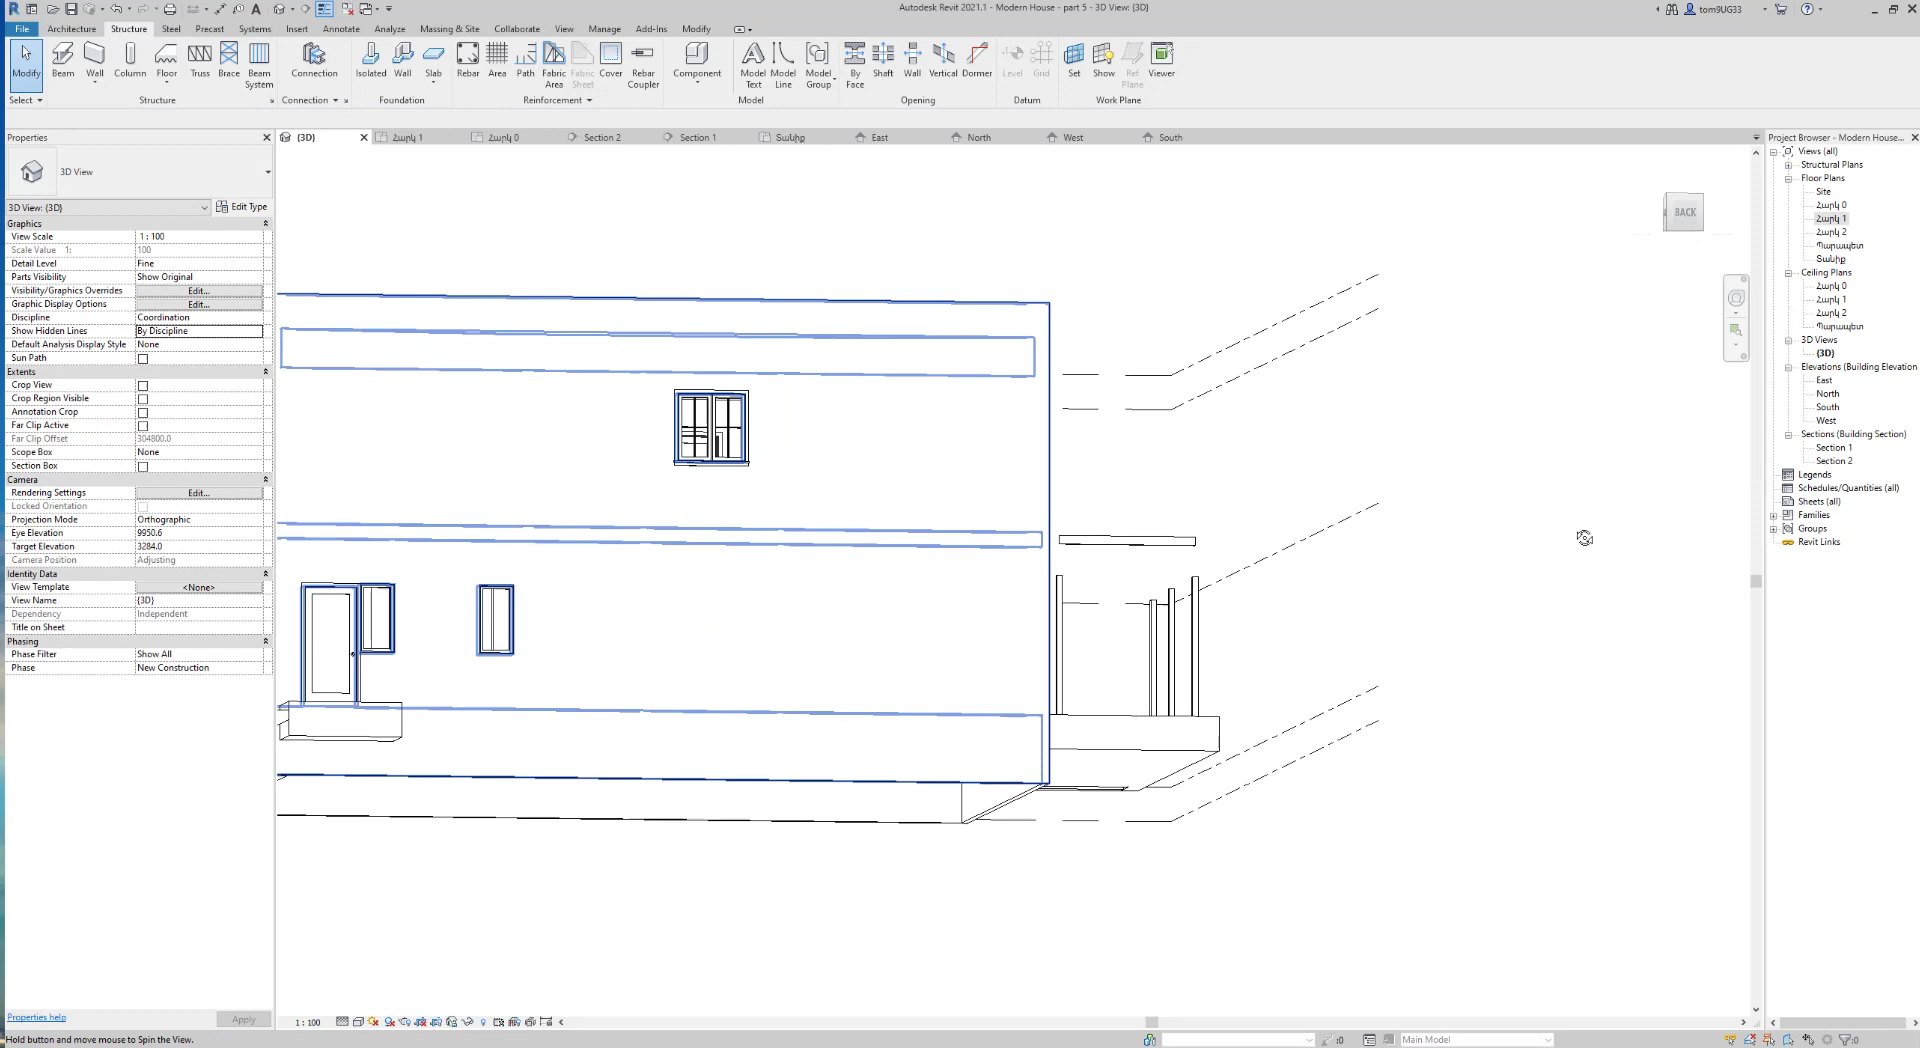 Autodesk Revit 2021.1 - Modern House - part 5 - 3D View: {3D}
tom9UG33
File Architecture Structure Steel Precast Systems Insert Annotate Analyze Massing & Site Collaborate View Manage Add-Ins Modify
Modify Beam Wall Column Floor Truss Brace Beam System Connection Isolated Wall Slab Rebar Area Path Fabric Area Fabric Sheet Cover Rebar Coupler Component Model Text Model Line Model Group By Face Shaft Wall Vertical Dormer Level Grid Set Show Ref Plane Viewer
Select Structure Connection Foundation Reinforcement Model Opening Datum Work Plane
Properties
{3D} Հարկ 1 Հարկ 0 Section 2 Section 1 Տանիք East North West South
Project Browser - Modern House...
3D View
3D View: {3D} Edit Type
Graphics
View Scale 1 : 100
Scale Value 1: 100
Detail Level Fine
Parts Visibility Show Original
Visibility/Graphics Overrides Edit...
Graphic Display Options Edit...
Discipline Coordination
Show Hidden Lines By Discipline
Default Analysis Display Style None
Sun Path
Extents
Crop View
Crop Region Visible
Annotation Crop
Far Clip Active
Far Clip Offset 304800.0
Scope Box None
Section Box
Camera
Rendering Settings Edit...
Locked Orientation
Projection Mode Orthographic
Eye Elevation 9950.6
Target Elevation 3284.0
Camera Position Adjusting
Identity Data
View Template <None>
View Name {3D}
Dependency Independent
Title on Sheet
Phasing
Phase Filter Show All
Phase New Construction
Properties help Apply
BACK
Views (all)
Structural Plans
Floor Plans
Site
Հարկ 0
Հարկ 1
Հարկ 2
Պարապետ
Տանիք
Ceiling Plans
Հարկ 0
Հարկ 1
Հարկ 2
Պարապետ
3D Views
{3D}
Elevations (Building Elevation
East
North
South
West
Sections (Building Section)
Section 1
Section 2
Legends
Schedules/Quantities (all)
Sheets (all)
Families
Groups
Revit Links
1 : 100
Hold button and move mouse to Spin the View.
:0 Main Model :0